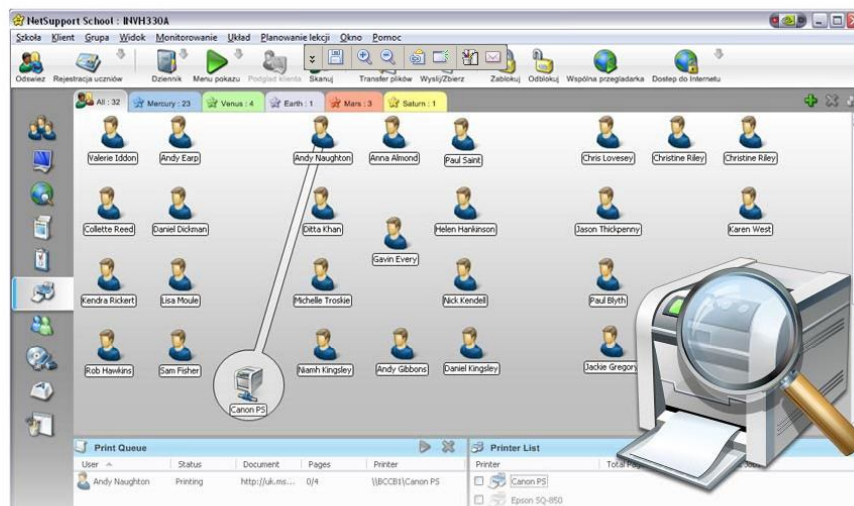 NetSupport School : INVH330A
Szkoła Klient Grupa Widok Monitorowanie Układ Planowanie lekcji Okno Pomoc
Odswiez Rejestracja uczniów Dziennik Menu pokazu Podgląd klienta Skanuj Transfer plików Wyslij/Zbierz Zablokuj Odblokuj Wspólna przegladarka Dostep do Internetu
All : 32 Mercury : 23 Venus : 4 Earth : 1 Mars : 3 Saturn : 1
Valerie Iddon Andy Earp Andy Naughton Anna Almond Paul Saint Chris Lovesey Christine Riley Christine Riley
Collette Reed Daniel Dickman Ditta Khan Helen Hankinson Jason Thickpenny Karen West
Gavin Every
Kendra Rickert Lisa Moule Michelle Troskie Nick Kendell Paul Blyth
Rob Hawkins Sam Fisher Niamh Kingsley Andy Gibbons Daniel Kingsley Jackie Gregory
Canon PS
Print Queue Printer List
User Status Document Pages Printer Printer
Andy Naughton Printing http://uk.ms... 0/4 \\BCCB1\Canon PS Canon PS
Epson SQ-850